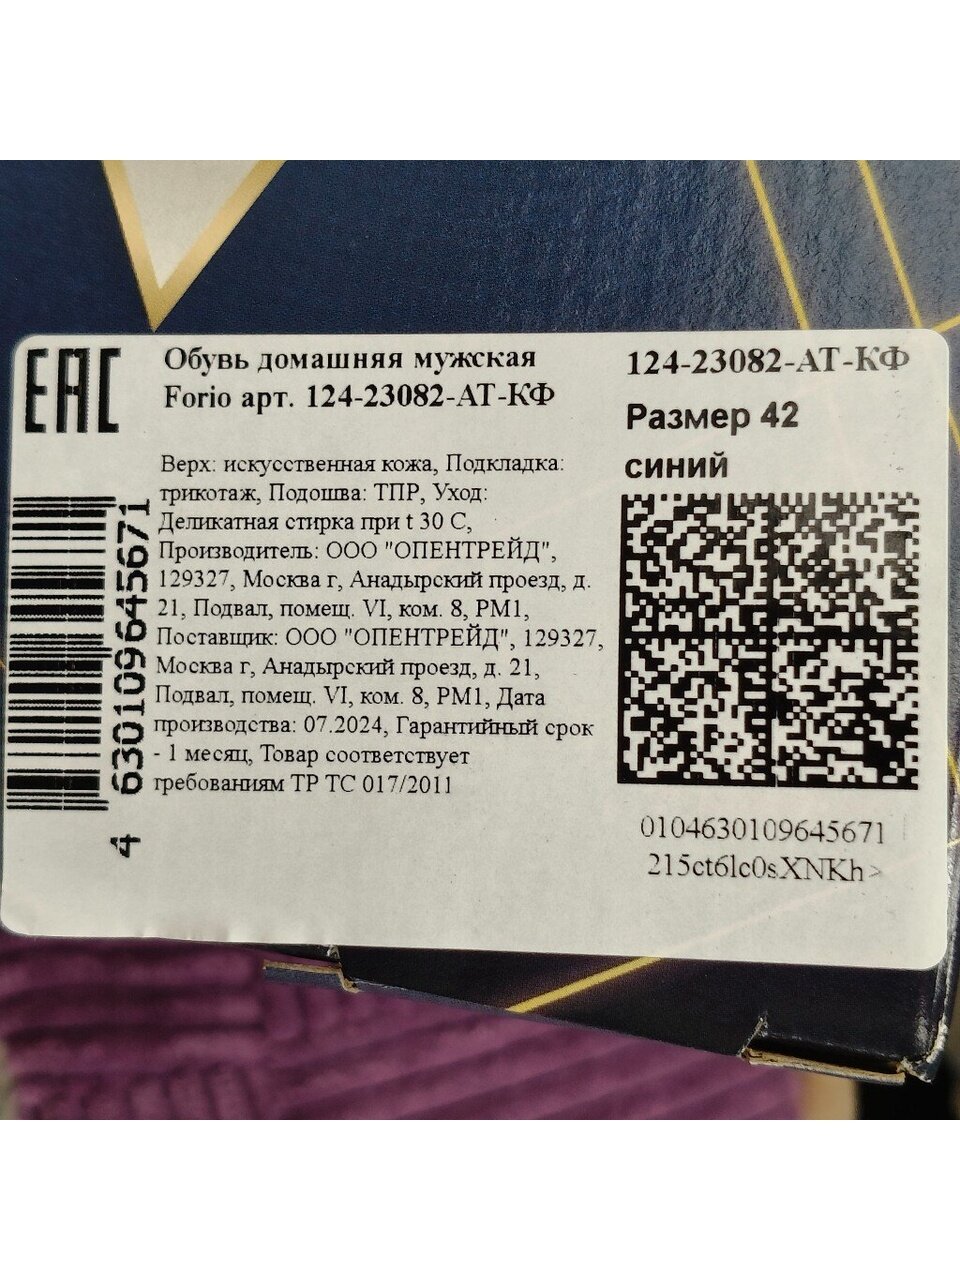 EAC
Обувь домашняя мужская
Forio арт. 124-23082-АТ-КФ
Верх: искусственная кожа, Подкладка:
трикотаж, Подошва: ТПР, Уход:
Деликатная стирка при t 30 С,
Производитель: ООО "ОПЕНТРЕЙД",
129327, Москва г, Анадырский проезд, д.
21, Подвал, помещ. VI, ком. 8, РМ1,
Поставщик: ООО "ОПЕНТРЕЙД", 129327,
Москва г, Анадырский проезд, д. 21,
Подвал, помещ. VI, ком. 8, РМ1, Дата
производства: 07.2024, Гарантийный срок
- 1 месяц, Товар соответствует
требованиям ТР ТС 017/2011
4 630109 645671
124-23082-АТ-КФ
Размер 42
синий
0104630109645671
215ct6lc0sXNKh>